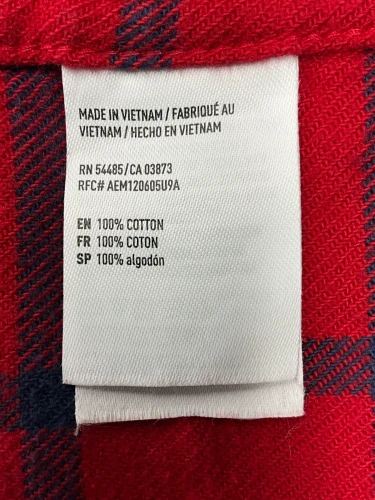 MADE IN VIETNAM / FABRIQUÉ AU
VIETNAM / HECHO EN VIETNAM
RN 54485/CA 03873
RFC# AEM120605U9A
EN 100% COTTON
FR 100% COTON
SP 100% algodón